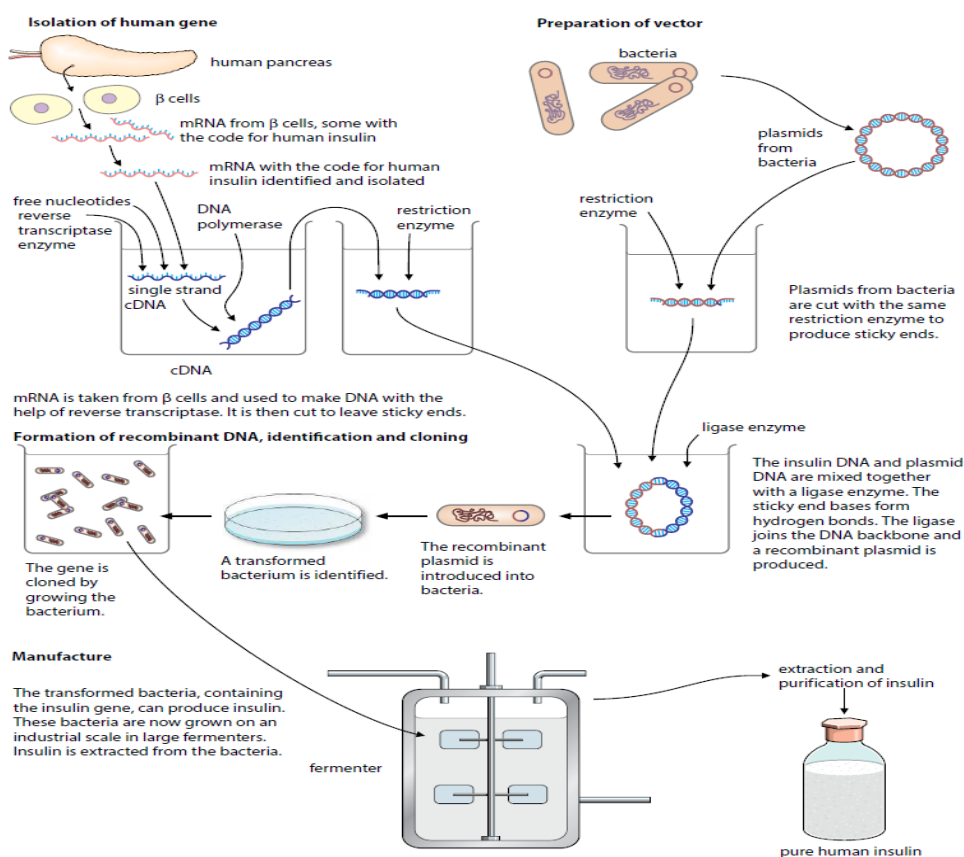 Isolation of human gene
human pancreas
β cells
mRNA from β cells, some with
the code for human insulin
mRNA with the code for human
insulin identified and isolated
free nucleotides
reverse
transcriptase
enzyme
DNA
polymerase
restriction
enzyme
single strand
cDNA
cDNA
mRNA is taken from β cells and used to make DNA with the
help of reverse transcriptase. It is then cut to leave sticky ends.
Preparation of vector
bacteria
plasmids
from
bacteria
restriction
enzyme
Plasmids from bacteria
are cut with the same
restriction enzyme to
produce sticky ends.
Formation of recombinant DNA, identification and cloning
ligase enzyme
The insulin DNA and plasmid
DNA are mixed together
with a ligase enzyme. The
sticky end bases form
hydrogen bonds. The ligase
joins the DNA backbone and
a recombinant plasmid is
produced.
The recombinant
plasmid is
introduced into
bacteria.
A transformed
bacterium is identified.
The gene is
cloned by
growing the
bacterium.
Manufacture
The transformed bacteria, containing
the insulin gene, can produce insulin.
These bacteria are now grown on an
industrial scale in large fermenters.
Insulin is extracted from the bacteria.
fermenter
extraction and
purification of insulin
pure human insulin